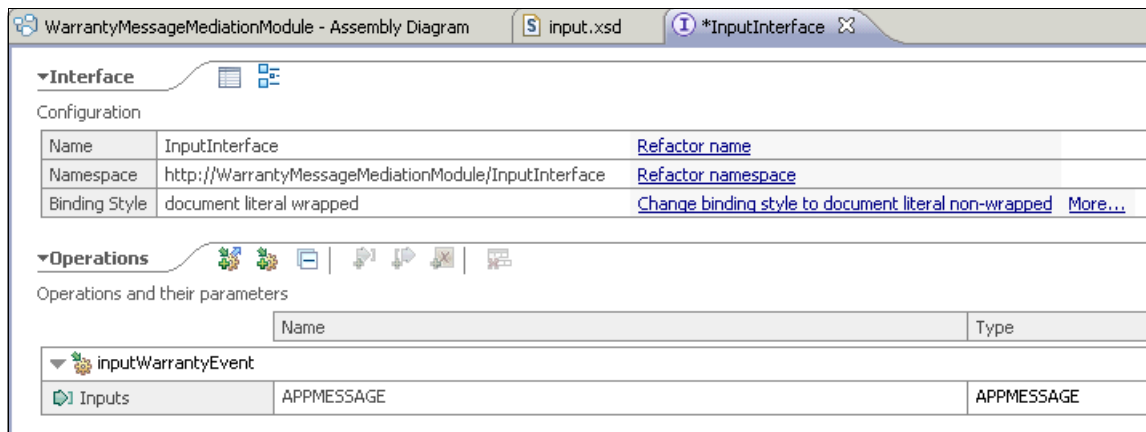 WarrantyMessageMediationModule - Assembly Diagram input.xsd *InputInterface
Interface
Configuration
Name InputInterface Refactor name
Namespace http://WarrantyMessageMediationModule/InputInterface Refactor namespace
Binding Style document literal wrapped Change binding style to document literal non-wrapped More...
Operations
Operations and their parameters
Name Type
inputWarrantyEvent
Inputs APPMESSAGE APPMESSAGE